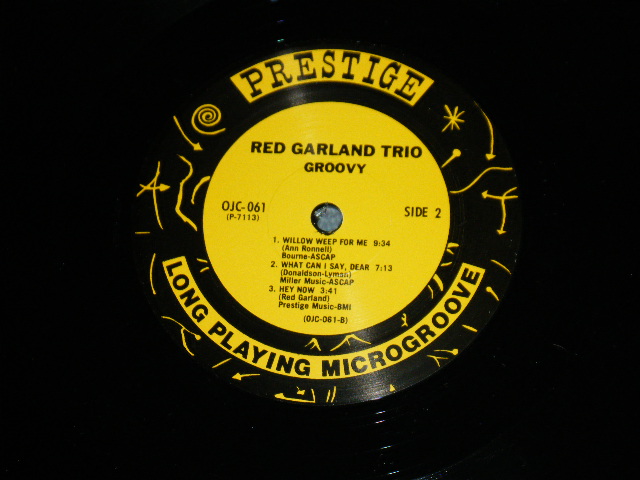 PRESTIGE
RED GARLAND TRIO
GROOVY
OJC-061
(P-7113)
SIDE 2
1. WILLOW WEEP FOR ME 9:34
(Ann Ronnell)
Bourne-ASCAP
2. WHAT CAN I SAY, DEAR 7:13
(Donaldson-Lyman)
Miller Music-ASCAP
3. HEY NOW 3:41
(Red Garland)
Prestige Music-BMI
(OJC-061-B)
LONG PLAYING MICROGROOVE